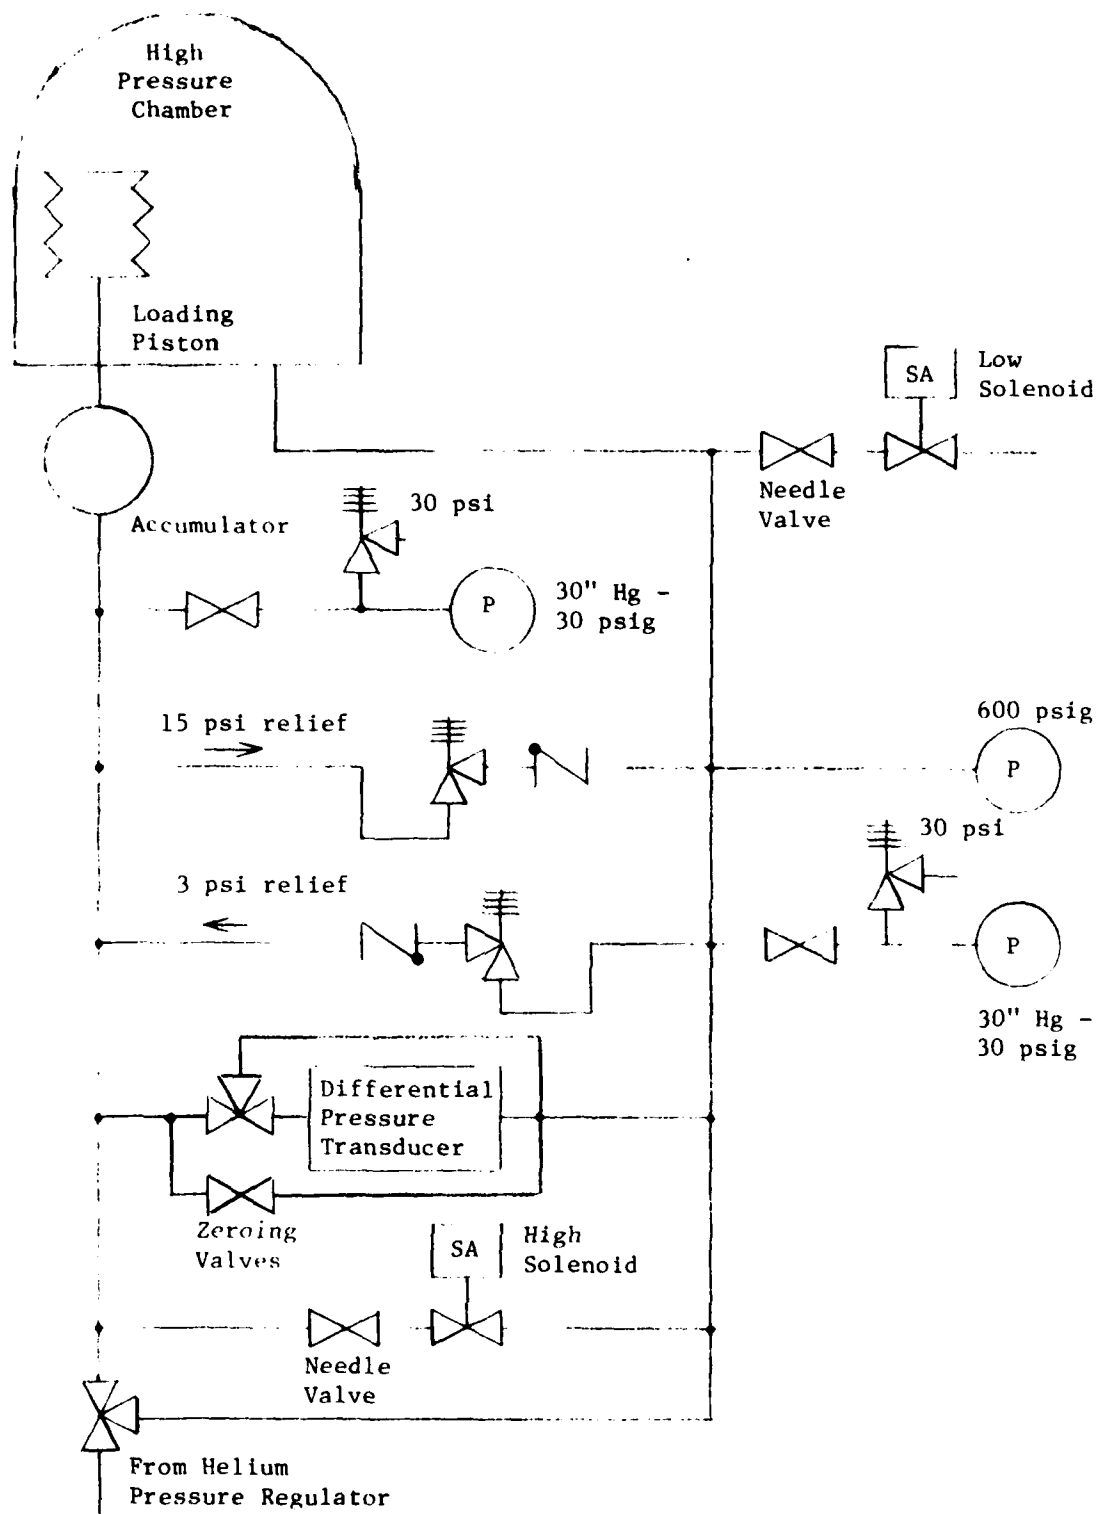 High
Pressure
Chamber
Loading
Piston
SA
Low
Solenoid
Needle
Valve
Accumulator
30 psi
P
30" Hg -
30 psig
15 psi relief
600 psig
P
30 psi
3 psi relief
P
30" Hg -
30 psig
Differential
Pressure
Transducer
Zeroing
Valves
SA
High
Solenoid
Needle
Valve
From Helium
Pressure Regulator